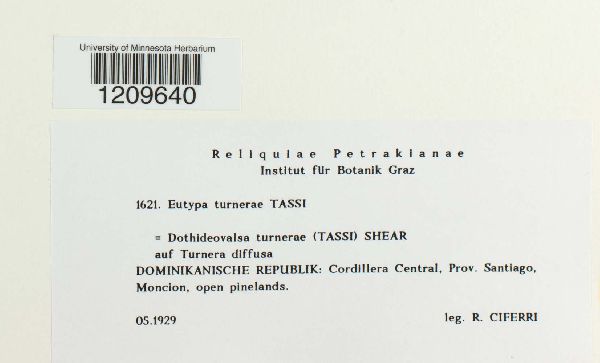 University of Minnesota Herbarium
1209640
Reliquiae Petrakianae
Institut für Botanik Graz
1621. Eutypa turnerae TASSI
= Dothideovalsa turnerae (TASSI) SHEAR
auf Turnera diffusa
DOMINIKANISCHE REPUBLIK: Cordillera Central, Prov. Santiago,
Moncion, open pinelands.
05.1929 leg. R. CIFERRI